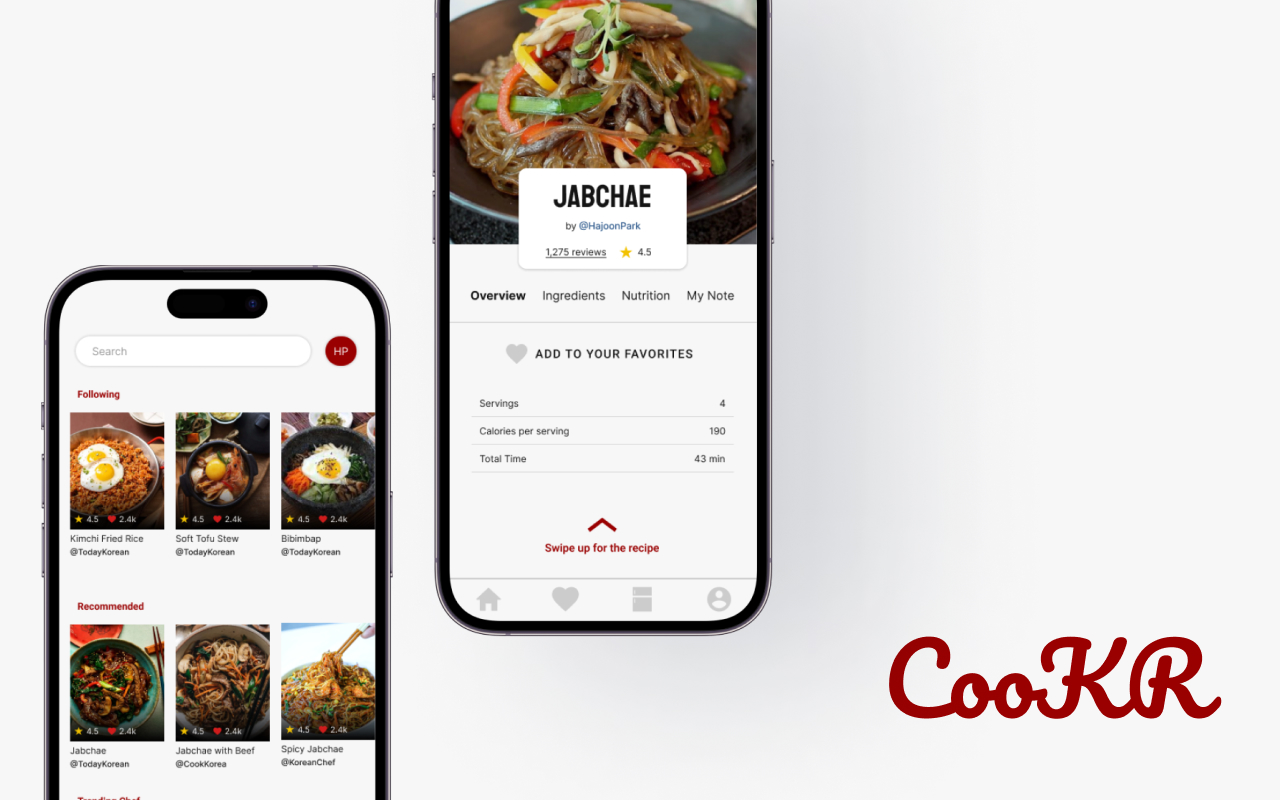 Search
HP
Following
4.5 2.4k
4.5 2.4k
4.5 2.4k
Kimchi Fried Rice
@TodayKorean
Soft Tofu Stew
@TodayKorean
Bibimbap
@TodayKorean
Recommended
4.5 2.4k
4.5 2.4k
4.5 2.4k
Jabchae
@TodayKorean
Jabchae with Beef
@CookKorea
Spicy Jabchae
@KoreanChef
Trending Chef
JABCHAE
by @HajoonPark
1,275 reviews 4.5
Overview Ingredients Nutrition My Note
ADD TO YOUR FAVORITES
Servings 4
Calories per serving 190
Total Time 43 min
Swipe up for the recipe
CooKR